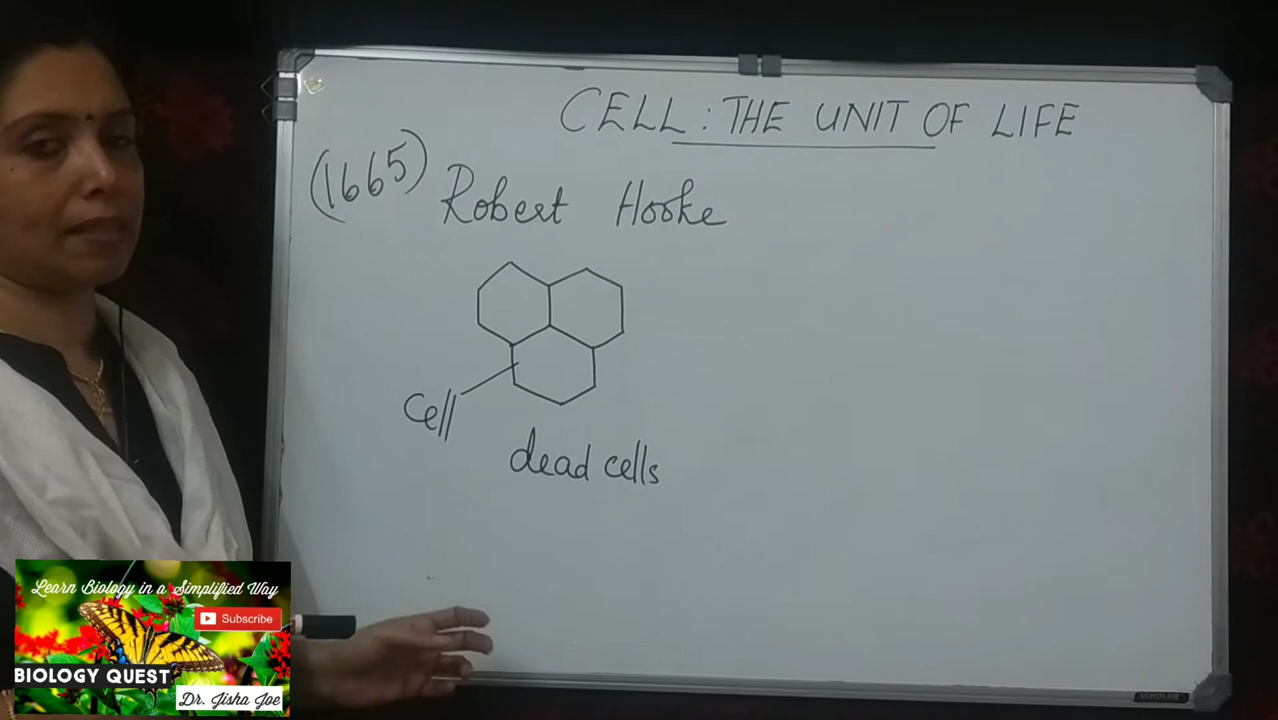 CELL : THE UNIT OF LIFE
(1665) Robert Hooke
Cell
dead cells
Learn Biology in a Simplified Way
Subscribe
BIOLOGY QUEST
Dr. Jisha Joe
SCHOLAR